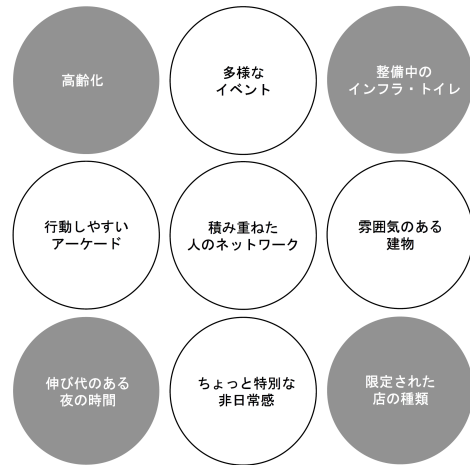 高齢化
多様な
イベント
整備中の
インフラ・トイレ
行動しやすい
アーケード
積み重ねた
人のネットワーク
雰囲気のある
建物
伸び代のある
夜の時間
ちょっと特別な
非日常感
限定された
店の種類